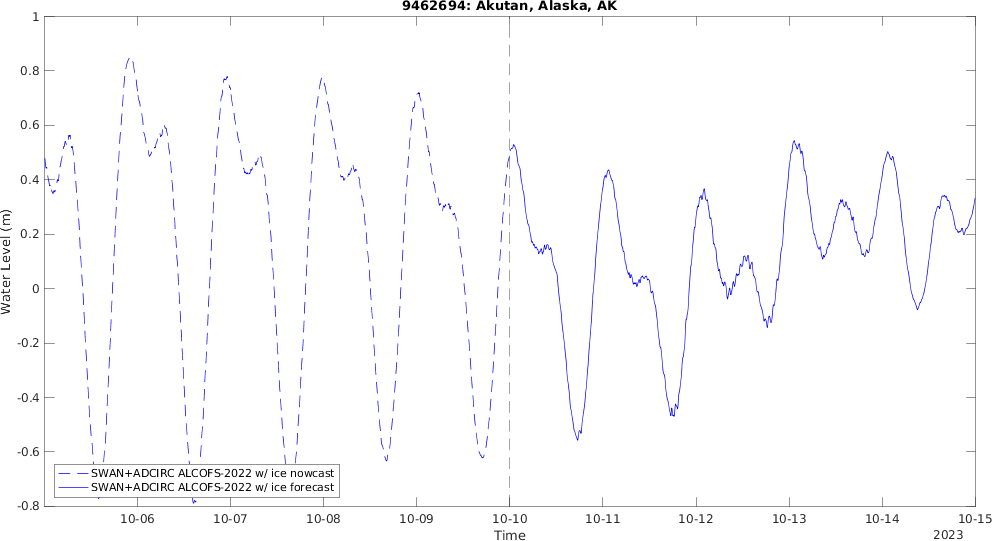 9462694: Akutan, Alaska, AK
Water Level (m)
1
0.8
0.6
0.4
0.2
0
-0.2
-0.4
-0.6
-0.8
SWAN+ADCIRC ALCOFS-2022 w/ ice nowcast
SWAN+ADCIRC ALCOFS-2022 w/ ice forecast
10-06 10-07 10-08 10-09 10-10 10-11 10-12 10-13 10-14 10-15
Time
2023